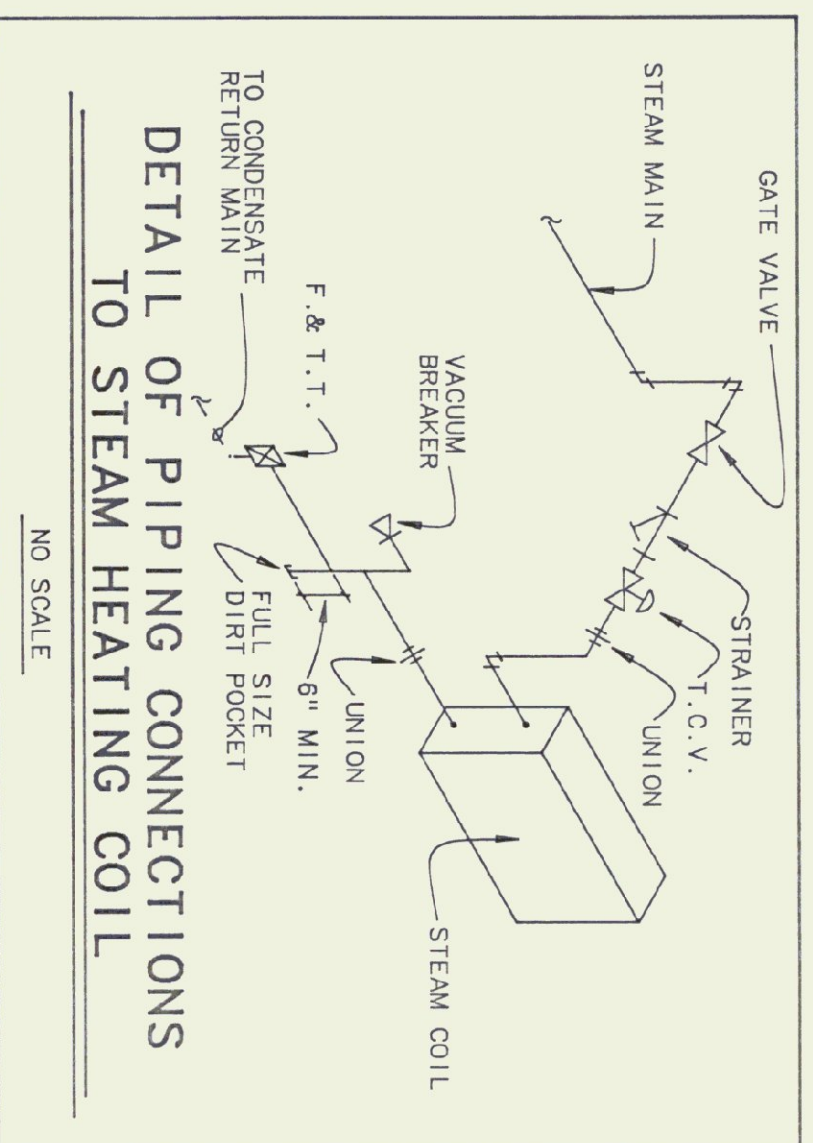 GATE VALVE
STEAM MAIN
STRAINER
T.C.V.
UNION
VACUUM
BREAKER
F.& T.T.
TO CONDENSATE
RETURN MAIN
UNION
6" MIN.
FULL SIZE
DIRT POCKET
STEAM COIL
DETAIL OF PIPING CONNECTIONS
TO STEAM HEATING COIL
NO SCALE